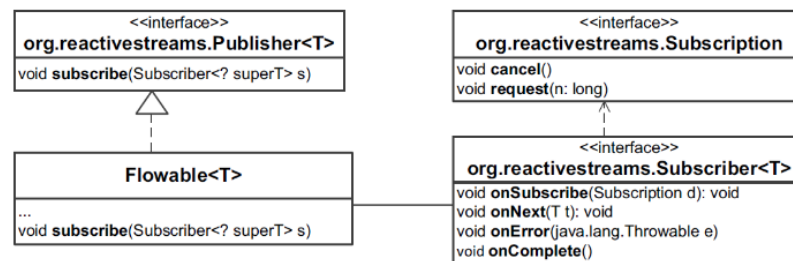 <<interface>>
org.reactivestreams.Publisher<T>
void subscribe(Subscriber<? superT> s)
<<interface>>
org.reactivestreams.Subscription
void cancel()
void request(n: long)
Flowable<T>
...
void subscribe(Subscriber<? superT> s)
<<interface>>
org.reactivestreams.Subscriber<T>
void onSubscribe(Subscription d): void
void onNext(T t): void
void onError(java.lang.Throwable e)
void onComplete()